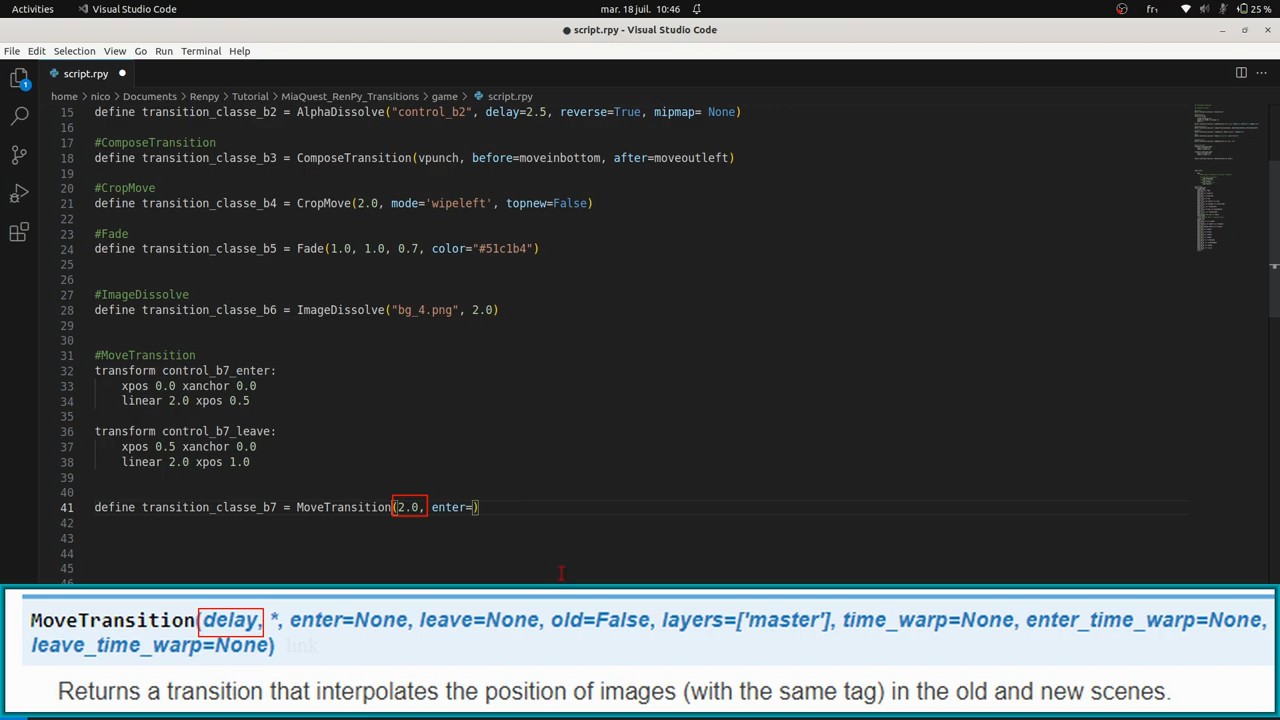 Activities Visual Studio Code mar. 18 juil. 10:46 fr₁ 25 %
● script.rpy - Visual Studio Code
File Edit Selection View Go Run Terminal Help
script.rpy ●
home > nico > Documents > Renpy > Tutorial > MiaQuest_RenPy_Transitions > game > script.rpy
15 define transition_classe_b2 = AlphaDissolve("control_b2", delay=2.5, reverse=True, mipmap= None)
16
17 #ComposeTransition
18 define transition_classe_b3 = ComposeTransition(vpunch, before=moveinbottom, after=moveoutleft)
19
20 #CropMove
21 define transition_classe_b4 = CropMove(2.0, mode='wipeleft', topnew=False)
22
23 #Fade
24 define transition_classe_b5 = Fade(1.0, 1.0, 0.7, color="#51c1b4")
25
26
27 #ImageDissolve
28 define transition_classe_b6 = ImageDissolve("bg_4.png", 2.0)
29
30
31 #MoveTransition
32 transform control_b7_enter:
33 xpos 0.0 xanchor 0.0
34 linear 2.0 xpos 0.5
35
36 transform control_b7_leave:
37 xpos 0.5 xanchor 0.0
38 linear 2.0 xpos 1.0
39
40
41 define transition_classe_b7 = MoveTransition(2.0, enter=)
42
43
44
45
46
1
MoveTransition(delay, *, enter=None, leave=None, old=False, layers=['master'], time_warp=None, enter_time_warp=None,
leave_time_warp=None) link
Returns a transition that interpolates the position of images (with the same tag) in the old and new scenes.